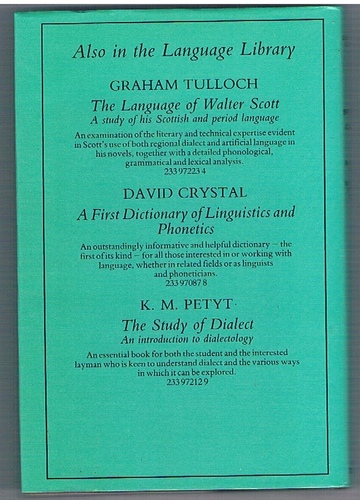 Also in the Language Library
GRAHAM TULLOCH
The Language of Walter Scott
A study of his Scottish and period language
An examination of the literary and technical expertise evident
in Scott's use of both regional dialect and artificial language in
his novels, together with a detailed phonological,
grammatical and lexical analysis.
233 97223 4
DAVID CRYSTAL
A First Dictionary of Linguistics and
Phonetics
An outstandingly informative and helpful dictionary – the
first of its kind – for all those interested in or working with
language, whether in related fields or as linguists
and phoneticians.
233 97087 8
K. M. PETYT
The Study of Dialect
An introduction to dialectology
An essential book for both the student and the interested
layman who is keen to understand dialect and the various ways
in which it can be explored.
233 97212 9